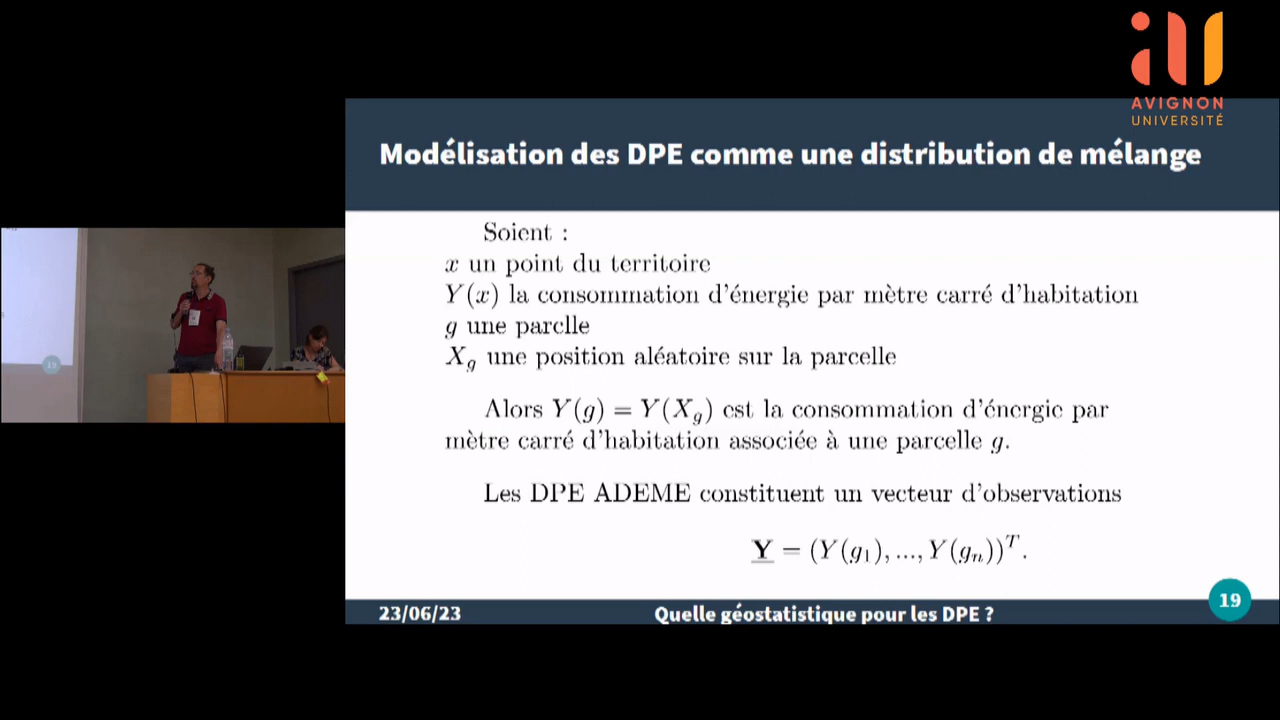 AVIGNON
UNIVERSITÉ
Modélisation des DPE comme une distribution de mélange
Soient :
x un point du territoire
Y(x) la consommation d'énergie par mètre carré d'habitation
g une parclle
X_g une position aléatoire sur la parcelle
Alors Y(g) = Y(X_g) est la consommation d'énergie par
mètre carré d'habitation associée à une parcelle g.
Les DPE ADEME constituent un vecteur d'observations
Y = (Y(g_1), ..., Y(g_n))^T.
23/06/23
Quelle géostatistique pour les DPE ?
19
19